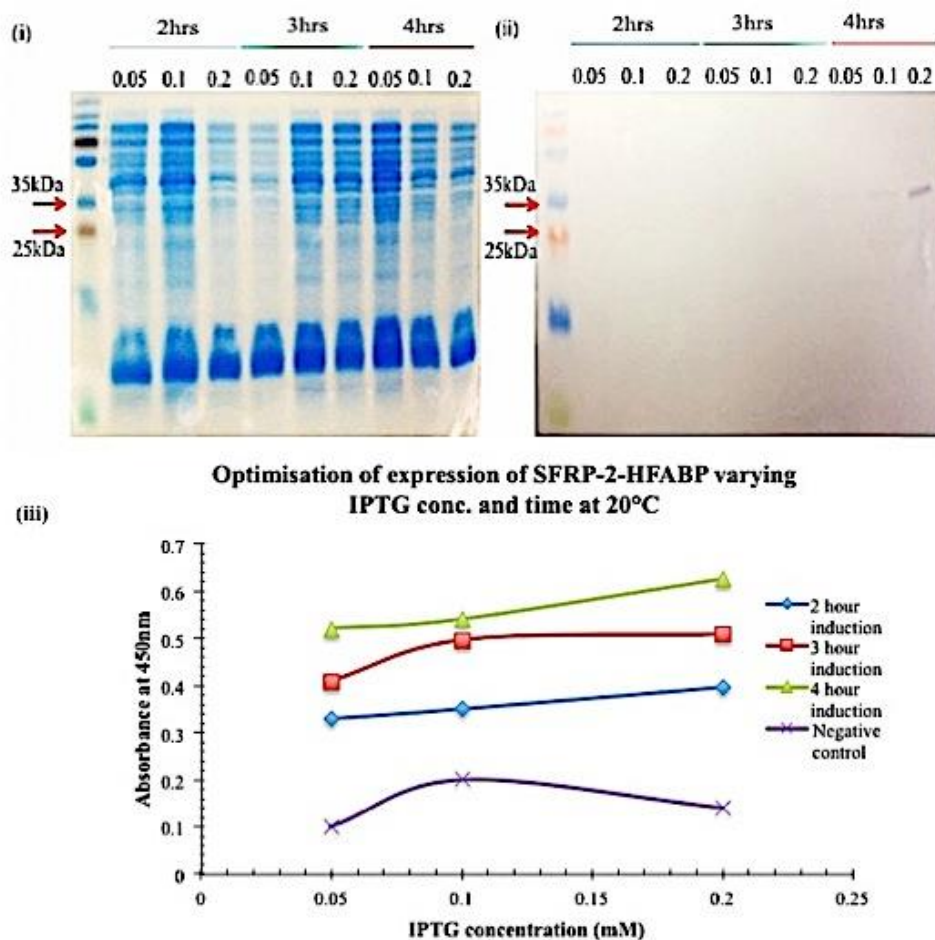 (i)
2hrs 3hrs 4hrs
0.05 0.1 0.2 0.05 0.1 0.2 0.05 0.1 0.2
35kDa
25kDa
(ii)
2hrs 3hrs 4hrs
0.05 0.1 0.2 0.05 0.1 0.2 0.05 0.1 0.2
35kDa
25kDa
Optimisation of expression of SFRP-2-HFABP varying
IPTG conc. and time at 20°C
(iii)
0.7
0.6
0.5
0.4
0.3
0.2
0.1
0
Absorbance at 450nm
0 0.05 0.1 0.15 0.2 0.25
IPTG concentration (mM)
2 hour
induction
3 hour
induction
4 hour
induction
Negative
control